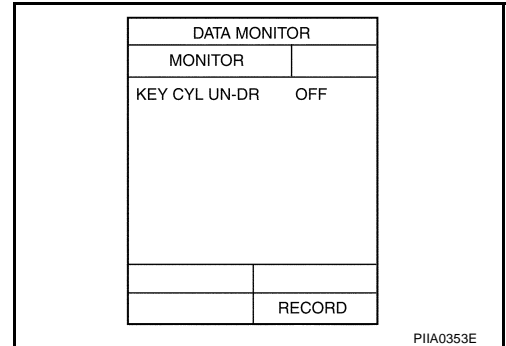 DATA MONITOR
MONITOR
KEY CYL UN-DR OFF
RECORD
PIIA0353E